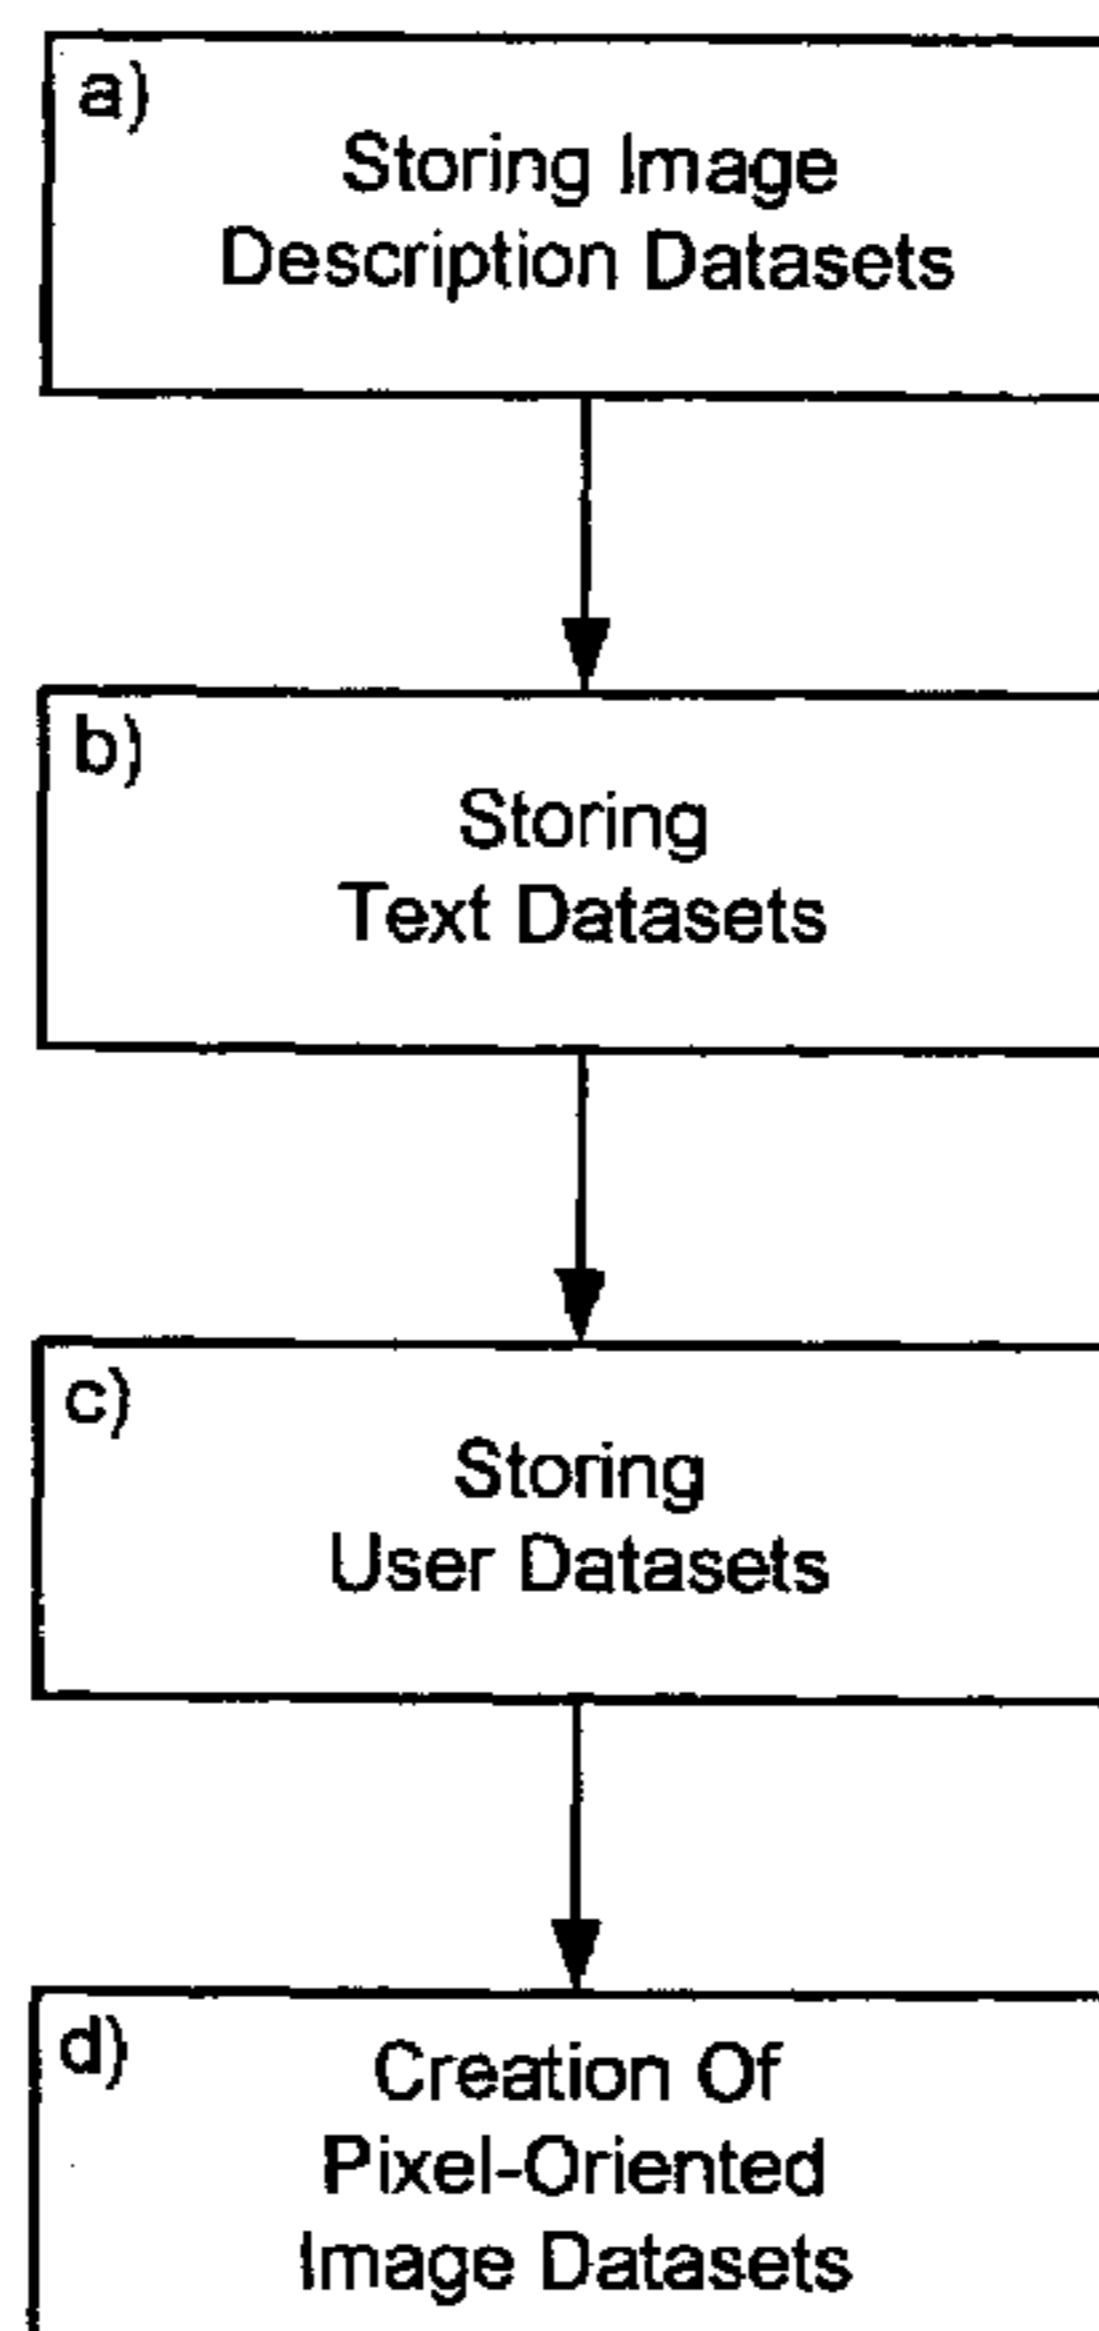 a)
Storing Image
Description Datasets
b)
Storing
Text Datasets
c)
Storing
User Datasets
d)
Creation Of
Pixel-Oriented
Image Datasets